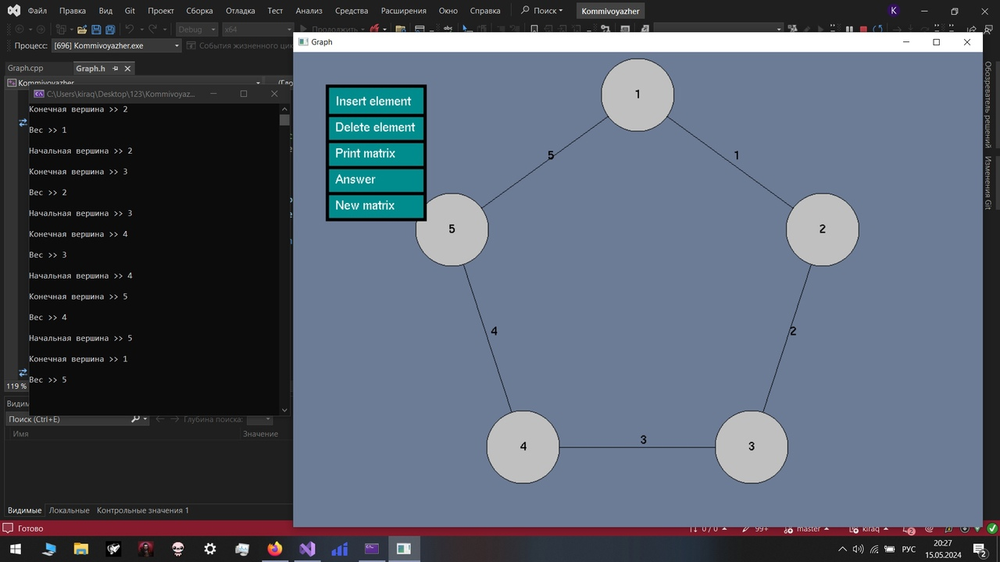 Файл Правка Вид Git Проект Сборка Отладка Тест Анализ Средства Расширения Окно Справка Поиск Kommivoyazher K
Debug x64 Продолжить
Процесс: [696] Kommivoyazher.exe События жизненного цик
Graph
Graph.cpp Graph.h
Kommivoyazher
C:\Users\kiraq\Desktop\123\Kommivoyaz...
Конечная вершина >> 2
Вес >> 1
Начальная вершина >> 2
Конечная вершина >> 3
Вес >> 2
Начальная вершина >> 3
Конечная вершина >> 4
Вес >> 3
Начальная вершина >> 4
Конечная вершина >> 5
Вес >> 4
Начальная вершина >> 5
Конечная вершина >> 1
Вес >> 5
Insert element
Delete element
Print matrix
Answer
New matrix
1
5
1
5
2
4
2
4
3
3
Обозреватель решений
Изменения Git
119 %
Видим
Поиск (Ctrl+E) Глубина поиска:
Имя Значение
Видимые Локальные Контрольные значения 1
Готово 0 / 0 99+ master kiraq 2
РУС 20:27
15.05.2024 2